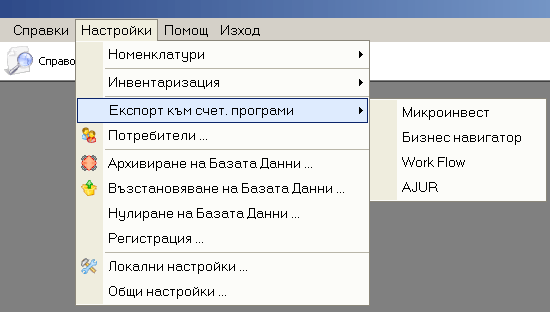 Справки Настройки Помощ Изход
Справо
Номенклатури
Инвентаризация
Експорт към счет. програми
Потребители ...
Архивиране на Базата Данни ...
Възстановяване на Базата Данни ...
Нулиране на Базата Данни ...
Регистрация ...
Локални настройки ...
Общи настройки ...
Микроинвест
Бизнес навигатор
Work Flow
AJUR